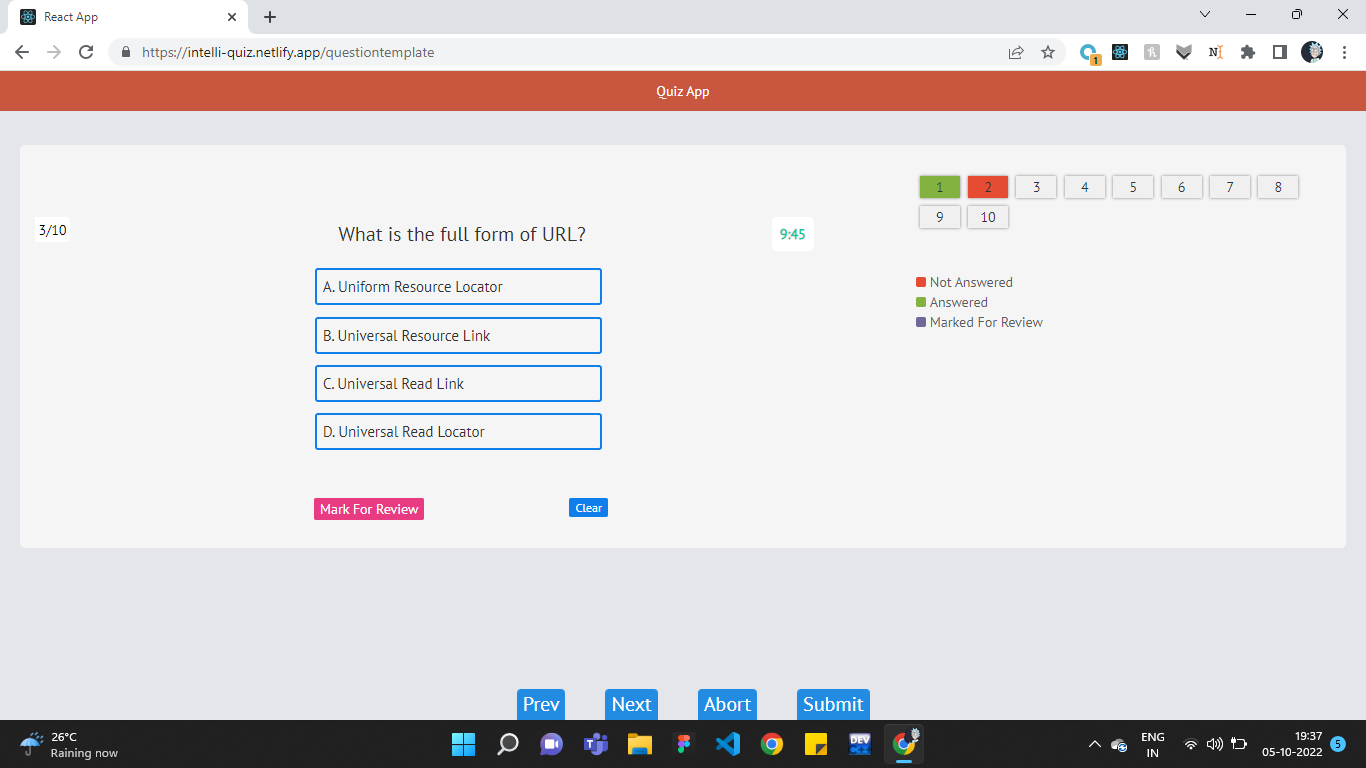 React App
https://intelli-quiz.netlify.app/questiontemplate
1
Quiz App
3/10
What is the full form of URL?
9:45
A. Uniform Resource Locator
B. Universal Resource Link
C. Universal Read Link
D. Universal Read Locator
Mark For Review
Clear
1 2 3 4 5 6 7 8
9 10
Not Answered
Answered
Marked For Review
Prev Next Abort Submit
26°C
Raining now
DEV
ENG
IN
19:37
05-10-2022
5